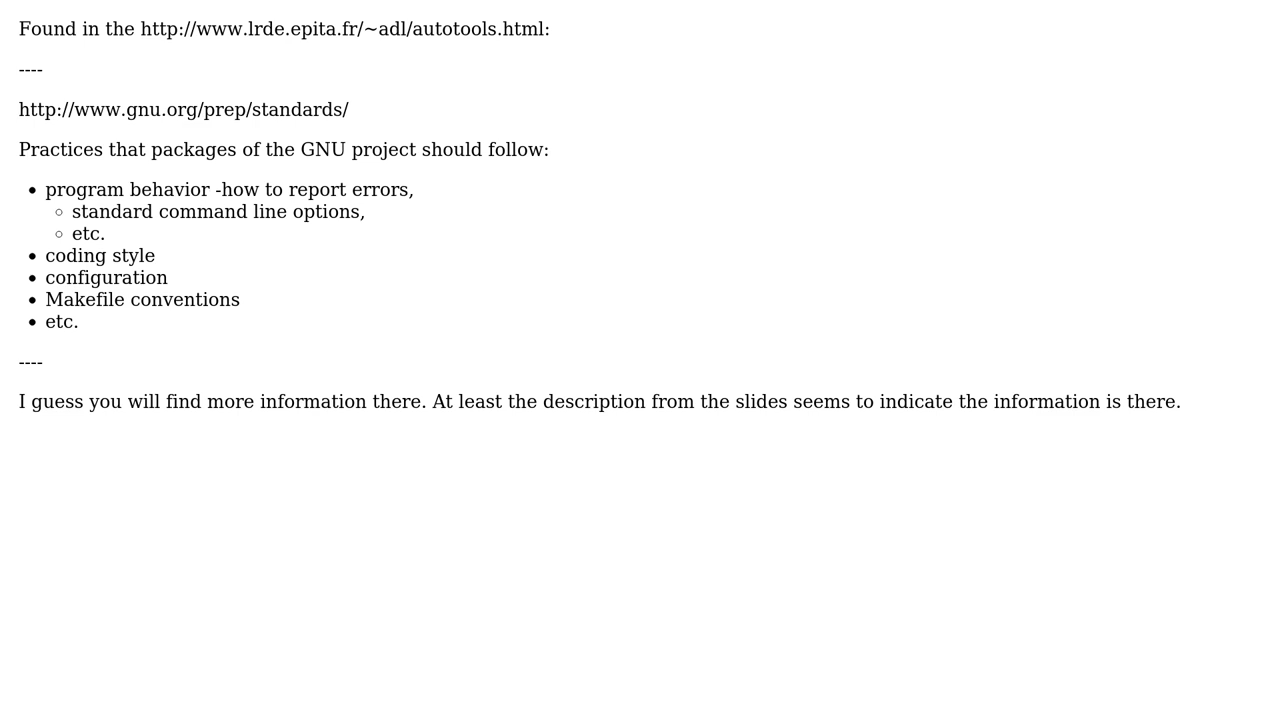 Found in the http://www.lrde.epita.fr/~adl/autotools.html:
----
http://www.gnu.org/prep/standards/
Practices that packages of the GNU project should follow:
program behavior -how to report errors,
standard command line options,
etc.
coding style
configuration
Makefile conventions
etc.
----
I guess you will find more information there. At least the description from the slides seems to indicate the information is there.